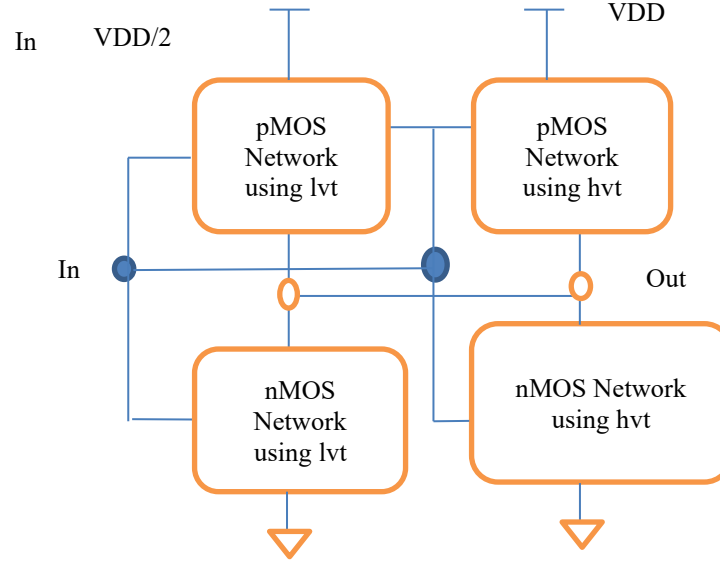 In
VDD/2
VDD
pMOS
Network
using lvt
pMOS
Network
using hvt
In
Out
nMOS
Network
using lvt
nMOS Network
using hvt